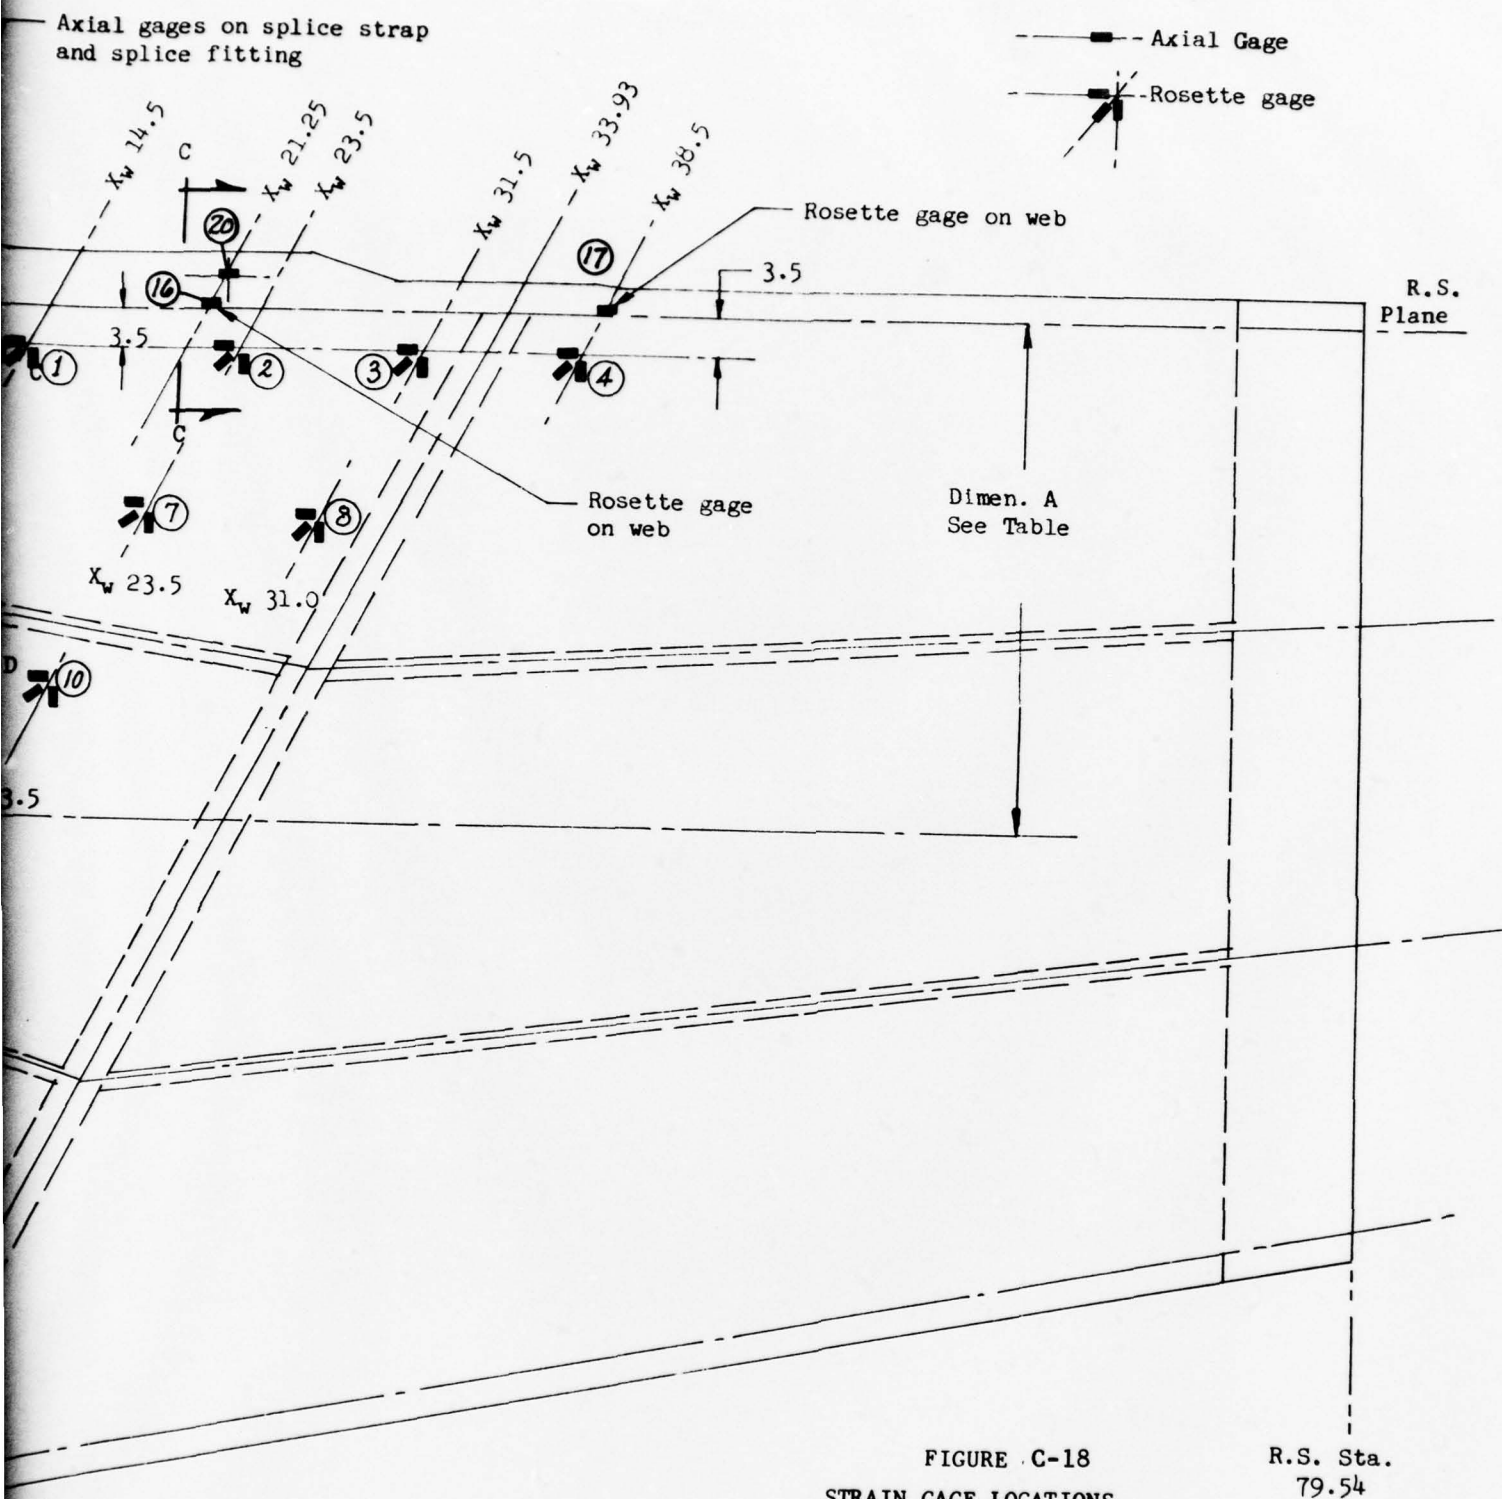 Axial gages on splice strap
and splice fitting
Axial Gage
Rosette gage
Xw 14.5
C
Xw 21.25
Xw 23.5
Xw 31.5
Xw 33.93
Xw 38.5
Rosette gage on web
20
17
3.5
16
R.S.
Plane
3.5
1
2
3
4
C
7
8
Rosette gage
on web
Dimen. A
See Table
Xw 23.5
Xw 31.0
D
10
3.5
FIGURE C-18
R.S. Sta.
79.54
STRAIN GAGE LOCATIONS